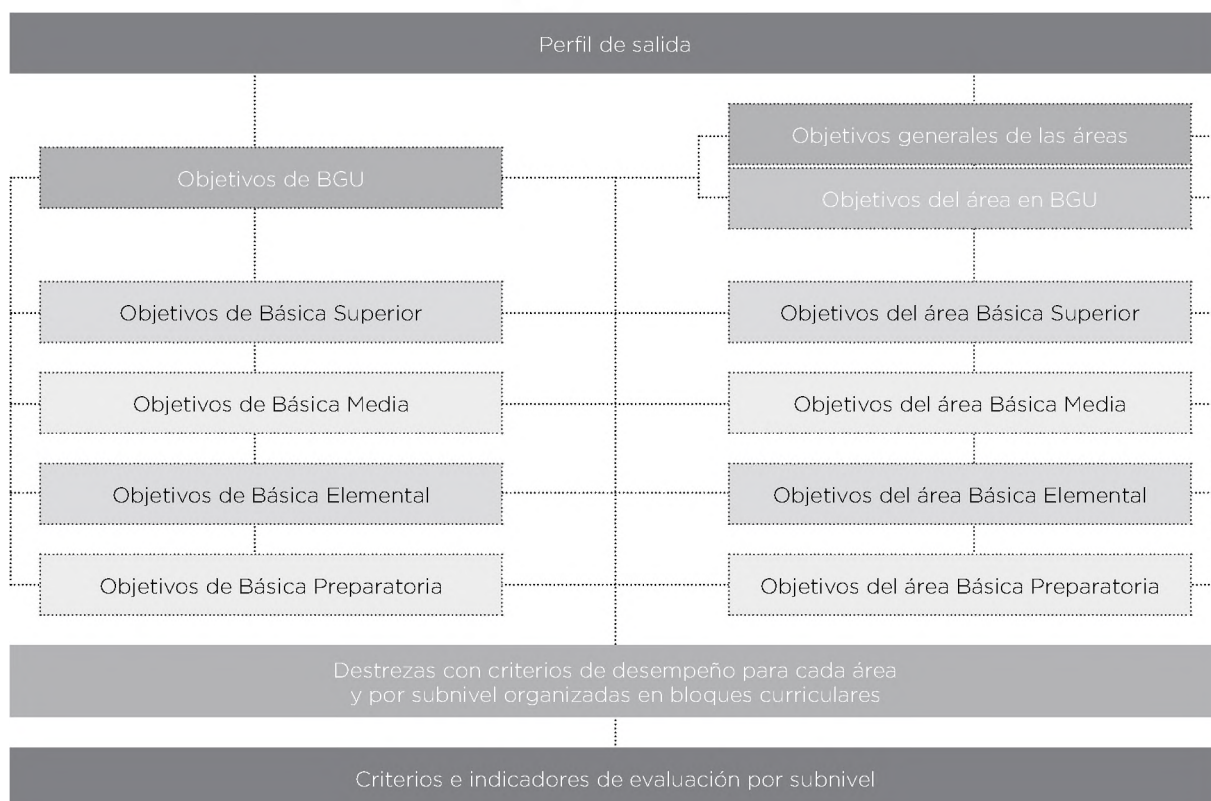 Perfil de salida
Objetivos generales de las áreas
Objetivos de BGU
Objetivos del área en BGU
Objetivos de Básica Superior
Objetivos del área Básica Superior
Objetivos de Básica Media
Objetivos del área Básica Media
Objetivos de Básica Elemental
Objetivos del área Básica Elemental
Objetivos de Básica Preparatoria
Objetivos del área Básica Preparatoria
Destrezas con criterios de desempeño para cada área
y por subnivel organizadas en bloques curriculares
Criterios e indicadores de evaluación por subnivel